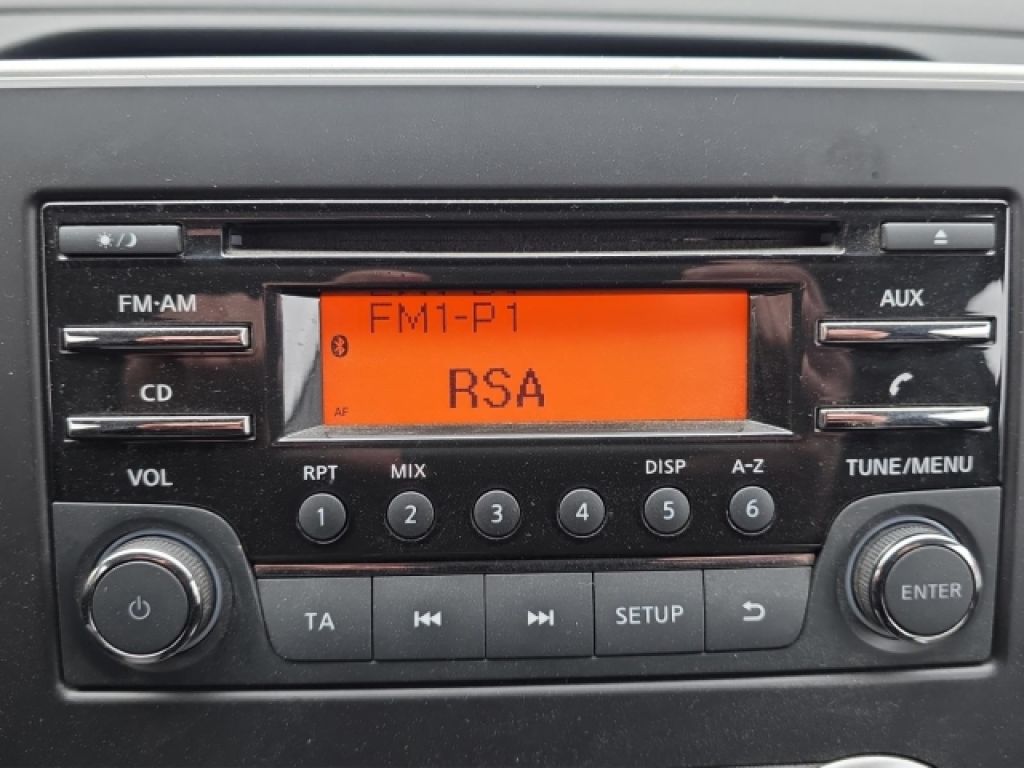 FM·AM
CD
VOL
FM1-P1
RSA
AF
AUX
TUNE/MENU
RPT
MIX
DISP
A-Z
1
2
3
4
5
6
TA
SETUP
ENTER